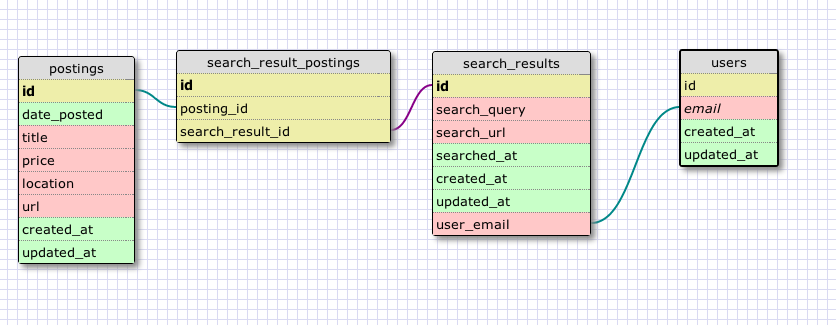 postings
id
date_posted
title
price
location
url
created_at
updated_at
search_result_postings
id
posting_id
search_result_id
search_results
id
search_query
search_url
searched_at
created_at
updated_at
user_email
users
id
email
created_at
updated_at